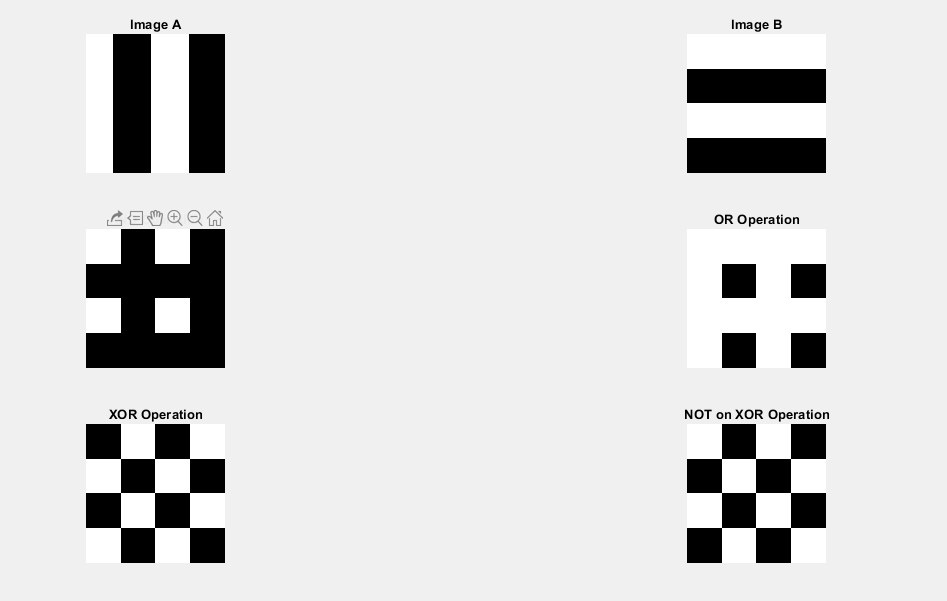 Image A
Image B
OR Operation
XOR Operation
NOT on XOR Operation